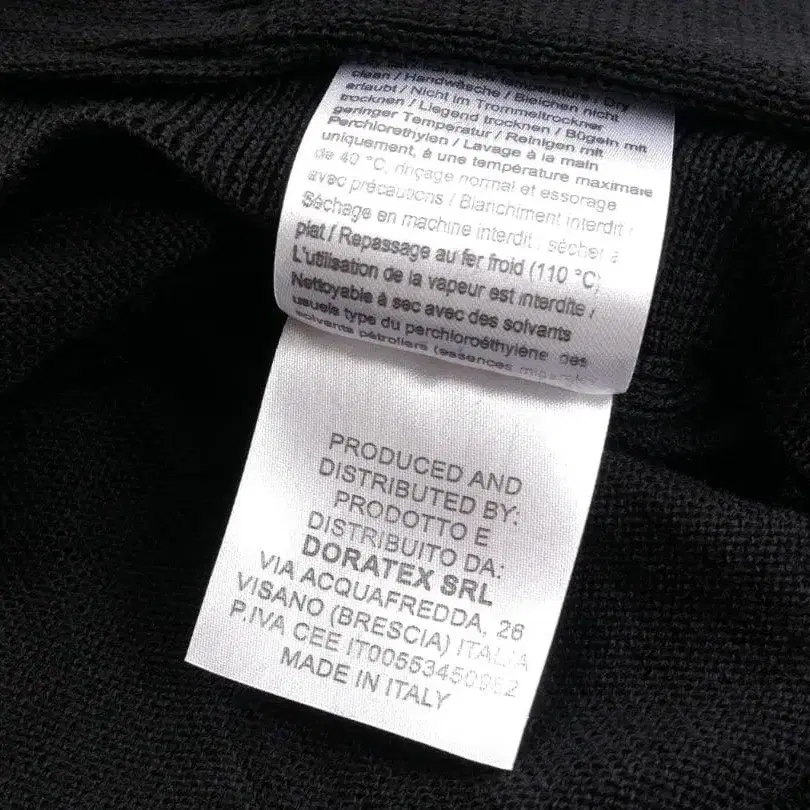 clean / Handwäsche / Bleichen nicht
erlaubt / Nicht im Trommeltrockner
trocknen / Liegend trocknen / Bügeln mit
geringer Temperatur / Reinigen mit
Perchlorethylen / Lavage à la main
uniquement, à une température maximale
de 40 °C, rinçage normal et essorage
avec précautions / Blanchiment interdit /
Séchage en machine interdit, sécher à
plat / Repassage au fer froid (110 °C)
L'utilisation de la vapeur est interdite /
Nettoyable à sec avec des solvants
usuels type du perchloroéthylène des
solvants pétroliers (essences
PRODUCED AND
DISTRIBUTED BY:
PRODOTTO E
DISTRIBUITO DA:
DORATEX SRL
VIA ACQUAFREDDA, 26
VISANO (BRESCIA) ITALIA
P.IVA CEE
MADE IN ITALY